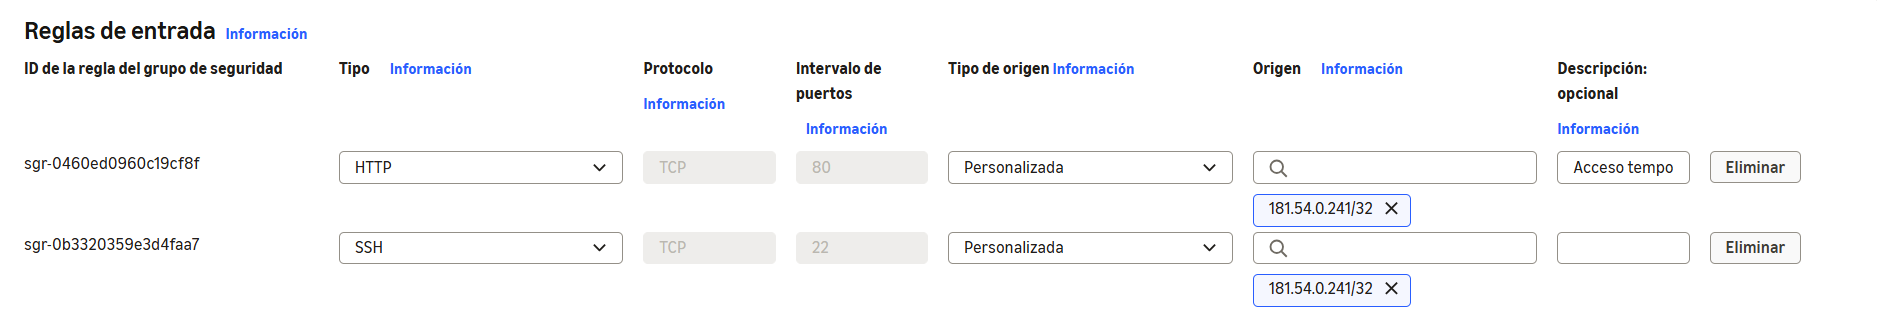 Reglas de entrada Información
ID de la regla del grupo de seguridad Tipo Información Protocolo Información Intervalo de puertos Información Tipo de origen Información Origen Información Descripción: opcional Información
sgr-0460ed0960c19cf8f HTTP TCP 80 Personalizada Acceso tempo Eliminar
181.54.0.241/32
sgr-0b3320359e3d4faa7 SSH TCP 22 Personalizada Eliminar
181.54.0.241/32